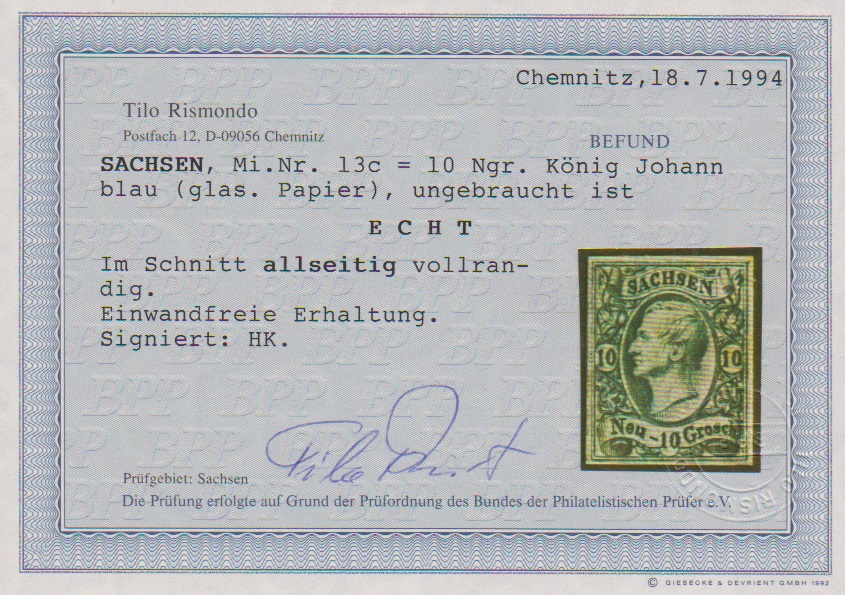 Chemnitz,18.7.1994
Tilo Rismondo
Postfach 12, D-09056 Chemnitz
BEFUND
SACHSEN, Mi.Nr. 13c = 10 Ngr. König Johann
blau (glas. Papier), ungebraucht ist
E C H T
Im Schnitt allseitig vollran-
dig.
Einwandfreie Erhaltung.
Signiert: HK.
SACHSEN
10 10
Neu-10 Grosch
Prüfgebiet: Sachsen
Die Prüfung erfolgte auf Grund der Prüfordnung des Bundes der Philatelistischen Prüfer e.V.
© GIESECKE & DEVRIENT GMBH 1992